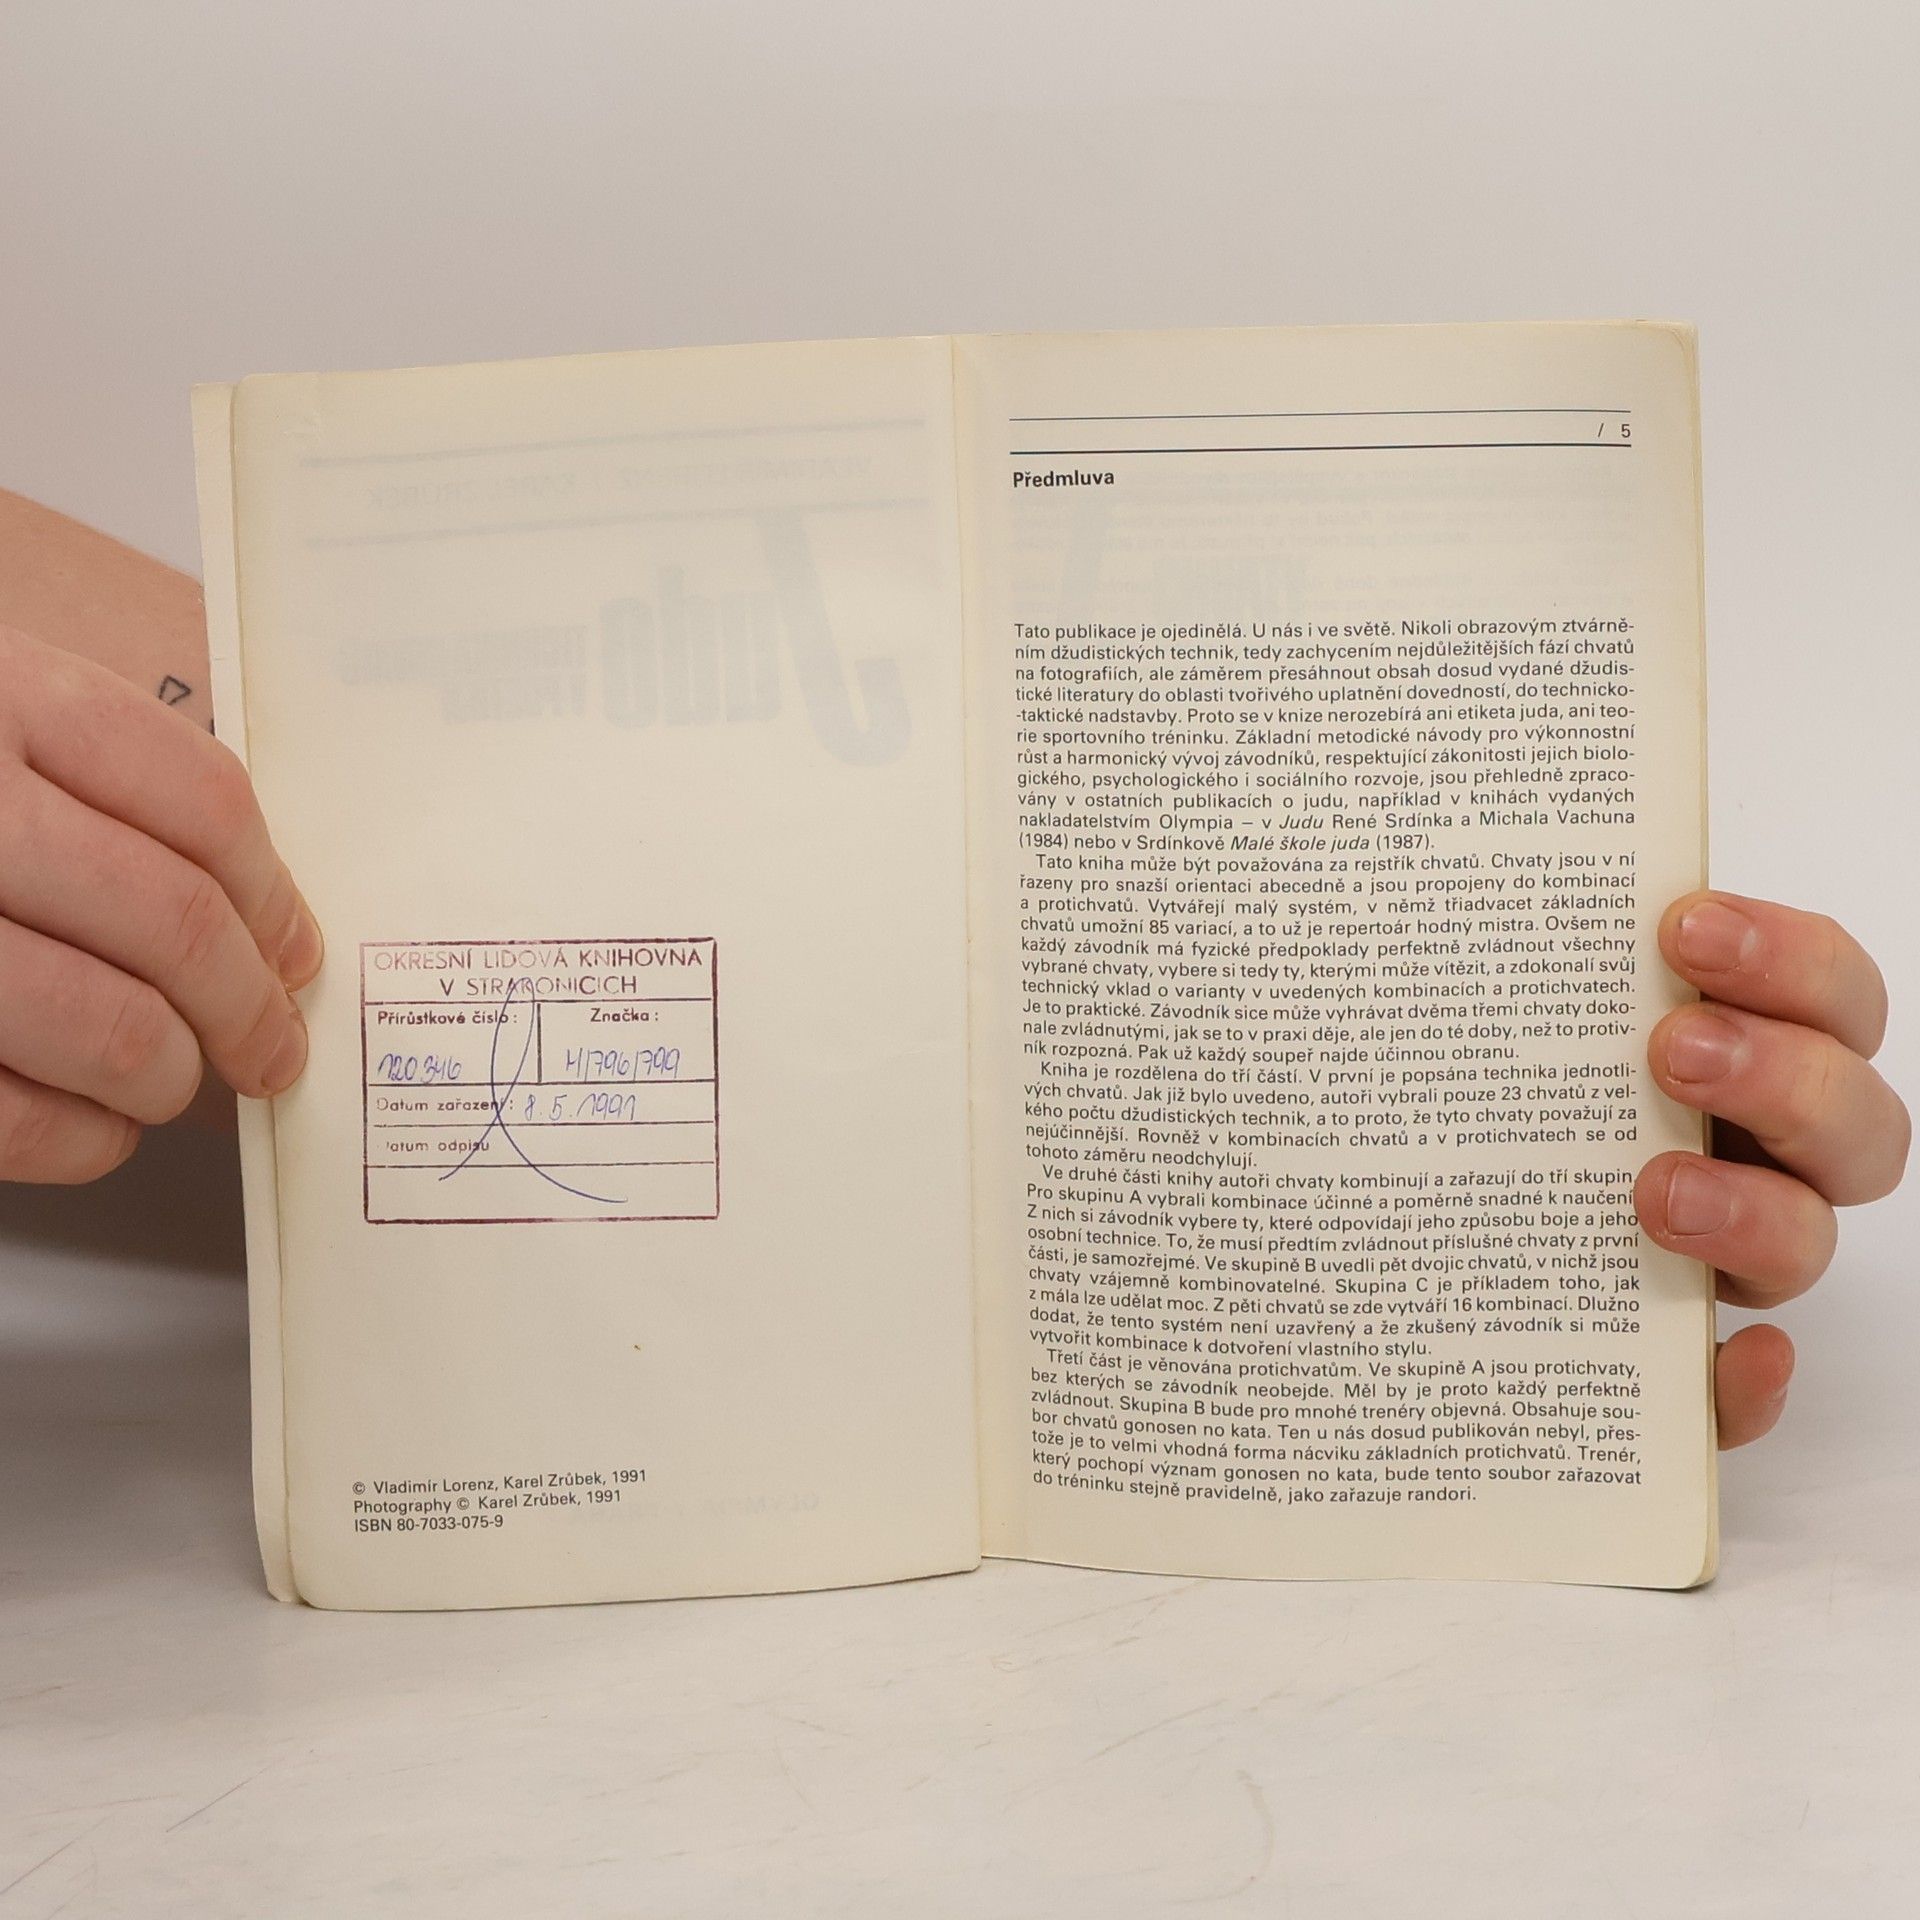 OKRESNÍ LIDOVÁ KNIHOVNA
V STRAKONICÍCH
Přírůstkové číslo: Značka:
120346 M/796/799
Datum zařazení: 8.5.1991
Datum odpisu
© Vladimír Lorenz, Karel Zrůbek, 1991
Photography © Karel Zrůbek, 1991
ISBN 80-7033-075-9
/ 5
Předmluva
Tato publikace je ojedinělá. U nás i ve světě. Nikoli obrazovým ztvárně-
ním džudistických technik, tedy zachycením nejdůležitějších fází chvatů
na fotografiích, ale záměrem přesáhnout obsah dosud vydané džudis-
tické literatury do oblasti tvořivého uplatnění dovedností, do technicko-
-taktické nadstavby. Proto se v knize nerozebírá ani etiketa juda, ani teo-
rie sportovního tréninku. Základní metodické návody pro výkonnostní
růst a harmonický vývoj závodníků, respektující zákonitosti jejich biolo-
gického, psychologického i sociálního rozvoje, jsou přehledně zpraco-
vány v ostatních publikacích o judu, například v knihách vydaných
nakladatelstvím Olympia – v Judu René Srdínka a Michala Vachuna
(1984) nebo v Srdínkově Malé škole juda (1987).
Tato kniha může být považována za rejstřík chvatů. Chvaty jsou v ní
řazeny pro snazší orientaci abecedně a jsou propojeny do kombinací
a protichvatů. Vytvářejí malý systém, v němž třiadvacet základních
chvatů umožní 85 variací, a to už je repertoár hodný mistra. Ovšem ne
každý závodník má fyzické předpoklady perfektně zvládnout všechny
vybrané chvaty, vybere si tedy ty, kterými může vítězit, a zdokonalí svůj
technický vklad o varianty v uvedených kombinacích a protichvatech.
Je to praktické. Závodník sice může vyhrávat dvěma třemi chvaty doko-
nale zvládnutými, jak se to v praxi děje, ale jen do té doby, než to protiv-
ník rozpozná. Pak už každý soupeř najde účinnou obranu.
Kniha je rozdělena do tří částí. V první je popsána technika jednotli-
vých chvatů. Jak již bylo uvedeno, autoři vybrali pouze 23 chvatů z vel-
kého počtu džudistických technik, a to proto, že tyto chvaty považují za
nejúčinnější. Rovněž v kombinacích chvatů a v protichvatech se od
tohoto záměru neodchylují.
Ve druhé části knihy autoři chvaty kombinují a zařazují do tří skupin.
Pro skupinu A vybrali kombinace účinné a poměrně snadné k naučení.
Z nich si závodník vybere ty, které odpovídají jeho způsobu boje a jeho
osobní technice. To, že musí předtím zvládnout příslušné chvaty z první
části, je samozřejmé. Ve skupině B uvedli pět dvojic chvatů, v nichž jsou
chvaty vzájemně kombinovatelné. Skupina C je příkladem toho, jak
z mála lze udělat moc. Z pěti chvatů se zde vytváří 16 kombinací. Dlužno
dodat, že tento systém není uzavřený a že zkušený závodník si může
vytvořit kombinace k dotvoření vlastního stylu.
Třetí část je věnována protichvatům. Ve skupině A jsou protichvaty,
bez kterých se závodník neobejde. Měl by je proto každý perfektně
zvládnout. Skupina B bude pro mnohé trenéry objevná. Obsahuje sou-
bor chvatů gonosen no kata. Ten u nás dosud publikován nebyl, přes-
tože je to velmi vhodná forma nácviku základních protichvatů. Trenér,
který pochopí význam gonosen no kata, bude tento soubor zařazovat
do tréninku stejně pravidelně, jako zařazuje randori.